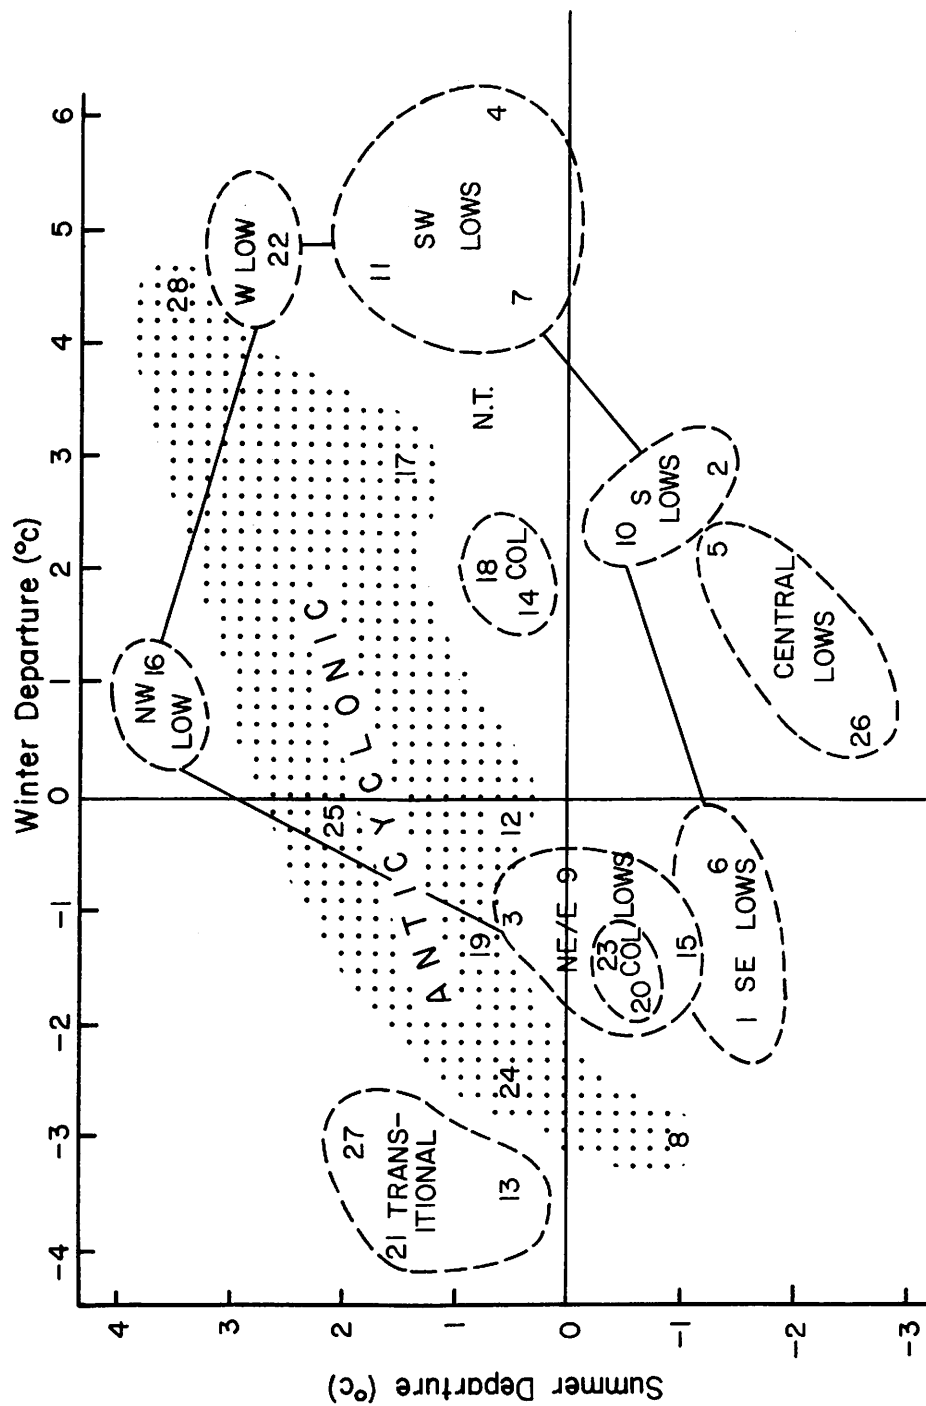 Winter Departure (°c)
-4 -3 -2 -1 0 1 2 3 4 5 6
Summer Departure (°c)
4
3
2
1
0
-1
-2
-3
NW 16
LOW
28
W LOW
22
25
ANTICYCLONIC
17
27
21 TRANS-
ITIONAL
13
11
SW
LOWS
7
4
N.T.
18
COL
14
19
24
12
3
NE/E 9
LOWS
23
COL
20
15
8
10 S
LOWS
2
6
1 SE LOWS
5
CENTRAL
LOWS
26